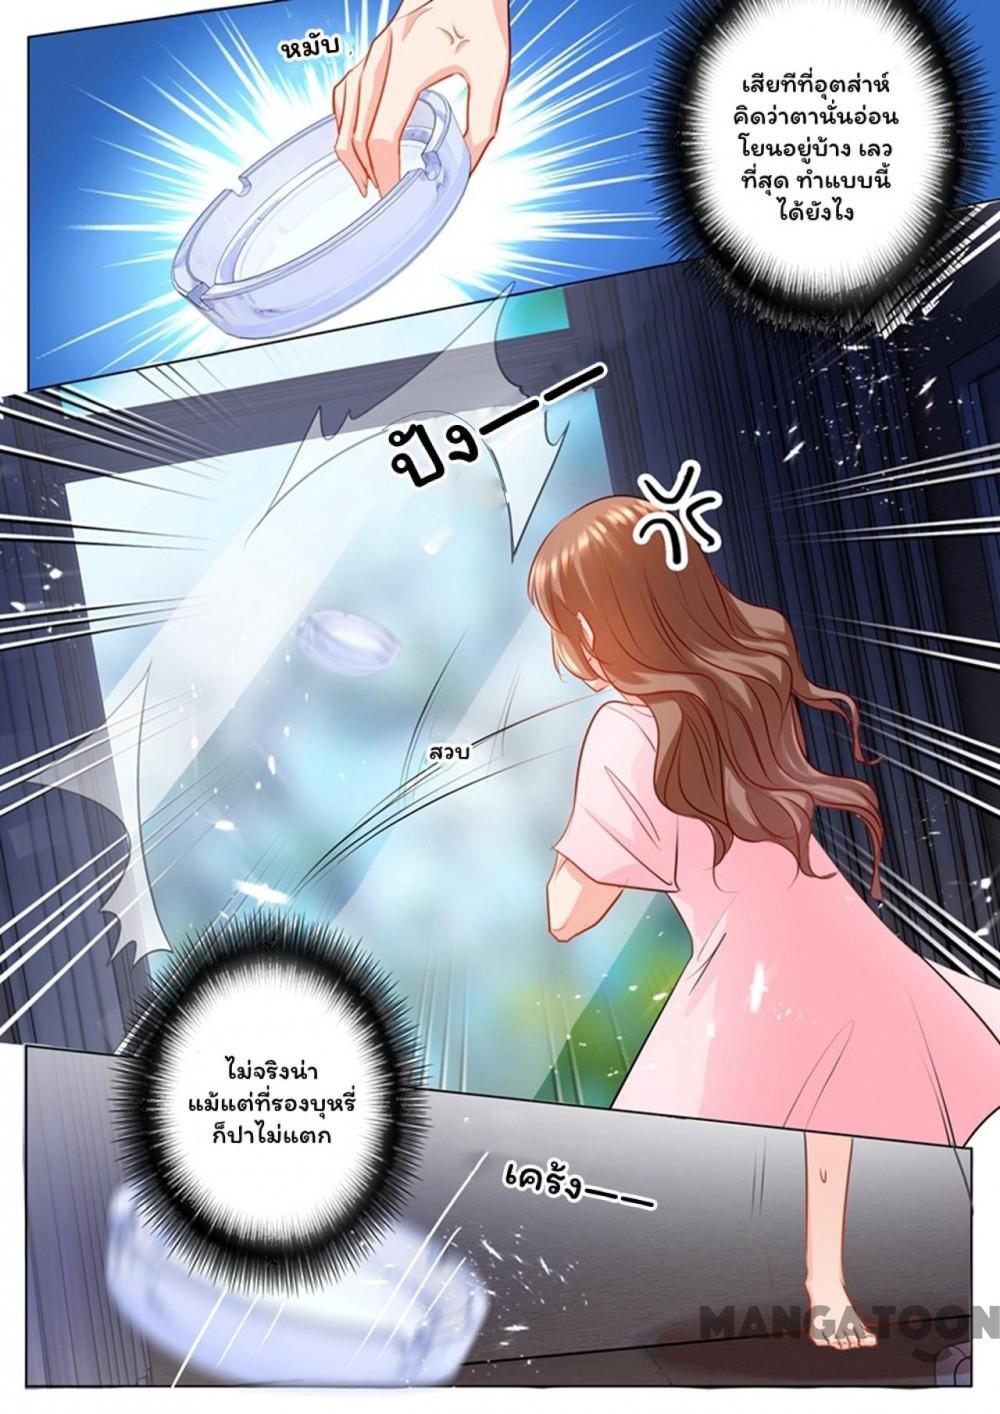 หมับ
เสียทีที่อุตส่าห์
คิดว่าตานั่นอ่อน
โยนอยู่บ้าง เลว
ที่สุด ทำแบบนี้
ได้ยังไง
ปัง——
สวบ
ไม่จริงน่า
แม้แต่ที่รองบุหรี่
ก็ปาไม่แตก
เคร้ง——
MANGATOON